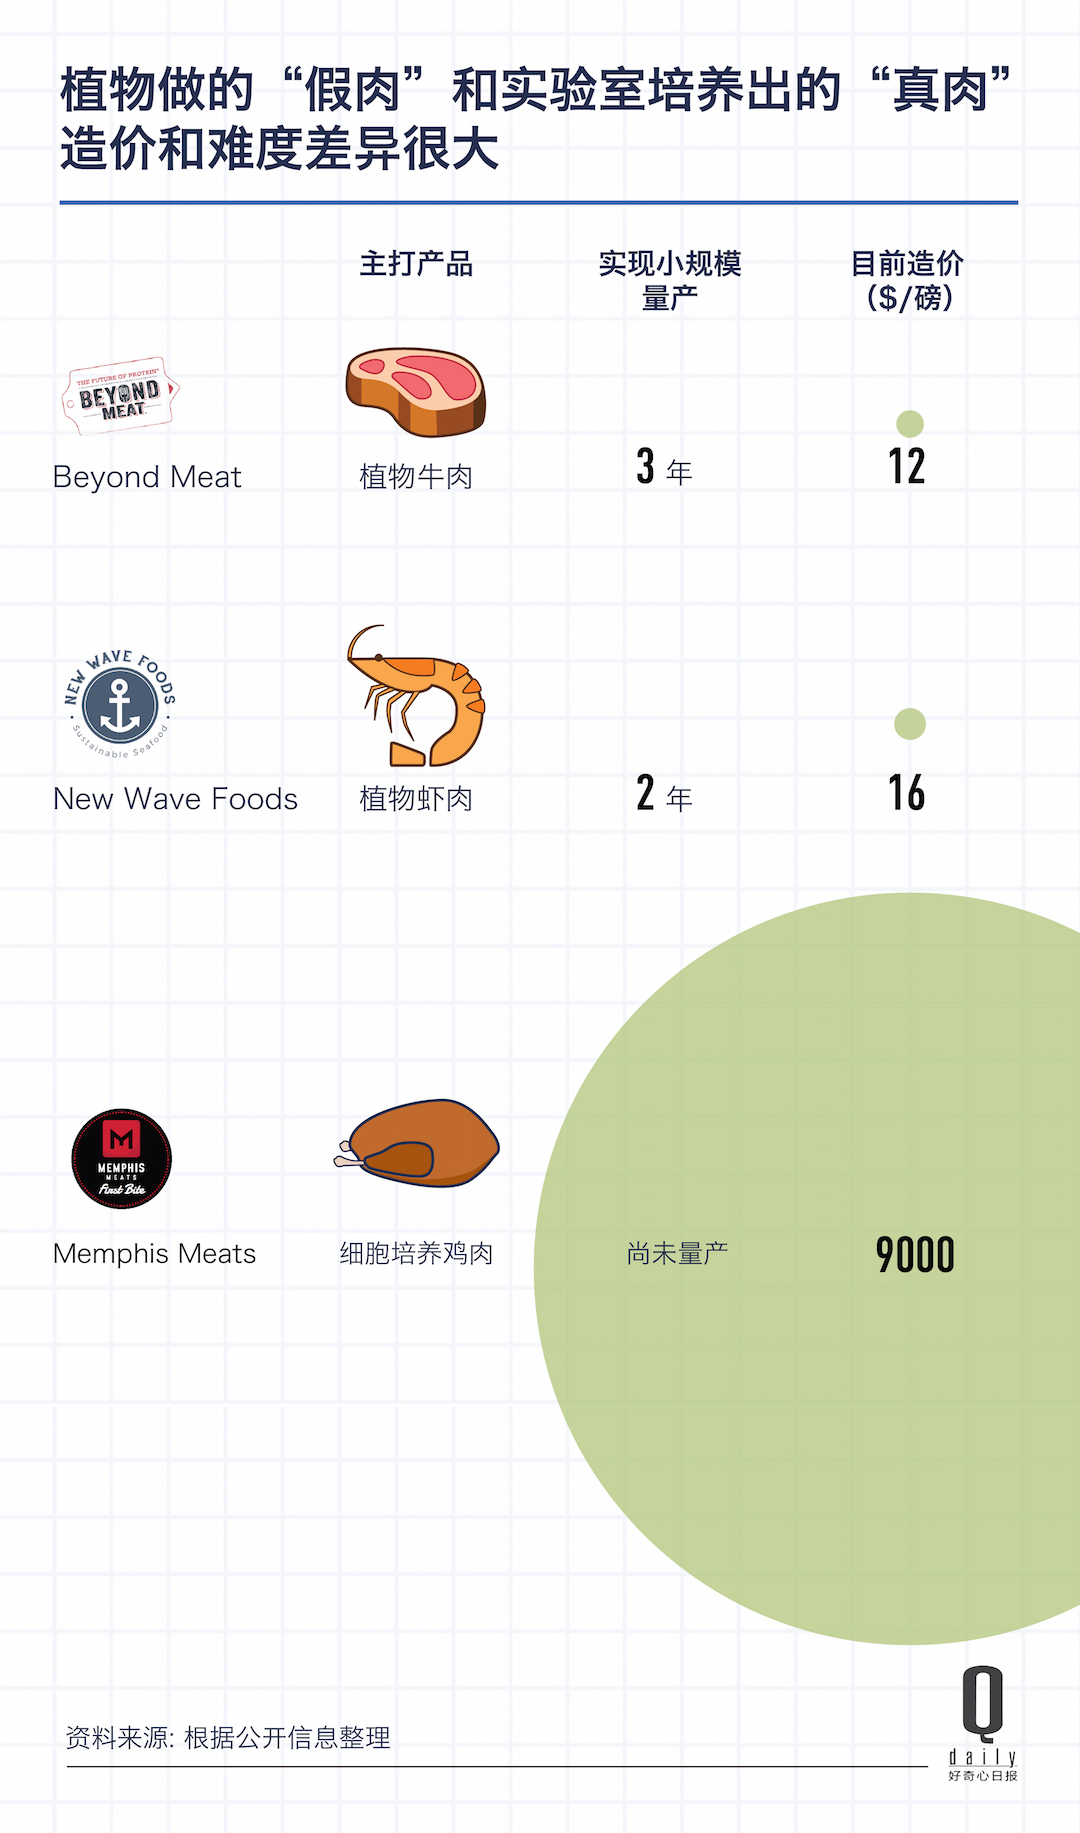 植物做的“假肉”和实验室培养出的“真肉”
造价和难度差异很大
主打产品
实现小规模
量产
目前造价
（$/磅）
THE FUTURE OF PROTEIN
BEYOND
MEAT
Beyond Meat
植物牛肉
3 年
12
NEW WAVE FOODS
Sustainable Seafood
New Wave Foods
植物虾肉
2 年
16
M
MEMPHIS
MEATS
First Bite
Memphis Meats
细胞培养鸡肉
尚未量产
9000
资料来源: 根据公开信息整理
Q
daily
好奇心日报